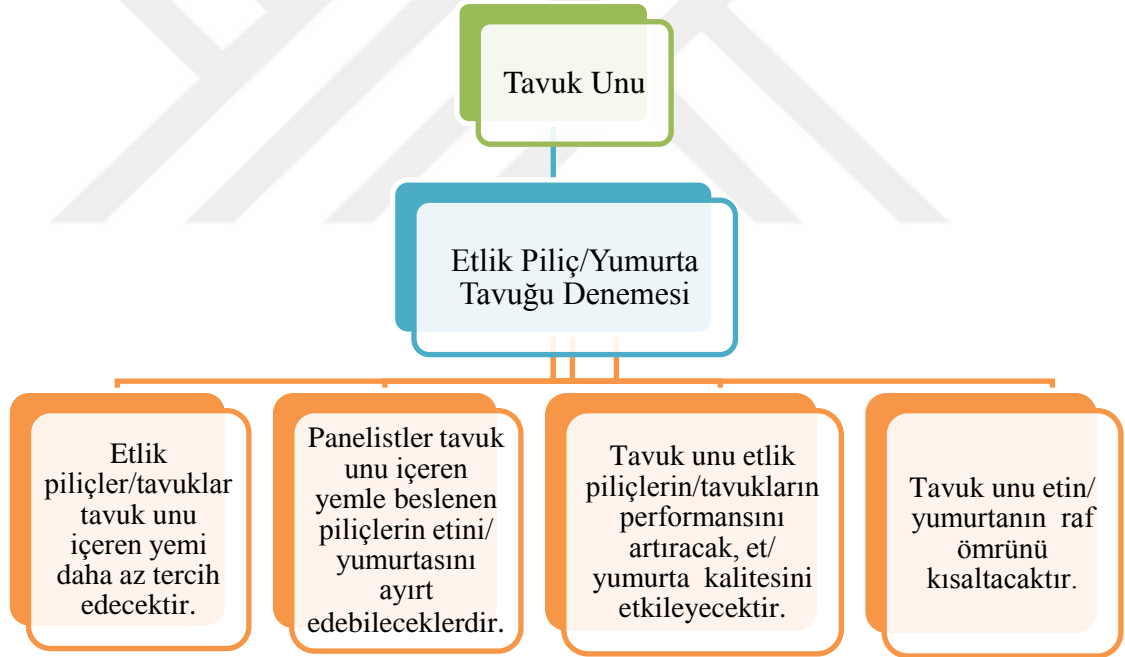 Tavuk Unu
Etlik Piliç/Yumurta
Tavuğu Denemesi
Etlik
piliçler/tavuklar
tavuk unu
içeren yemi
daha az tercih
edecektir.
Panelistler tavuk
unu içeren
yemle beslenen
piliçlerin etini/
yumurtasını
ayırt
edebileceklerdir.
Tavuk unu etlik
piliçlerin/tavukların
performansını
artıracak, et/
yumurta kalitesini
etkileyecektir.
Tavuk unu etin/
yumurtanın raf
ömrünü
kısaltacaktır.